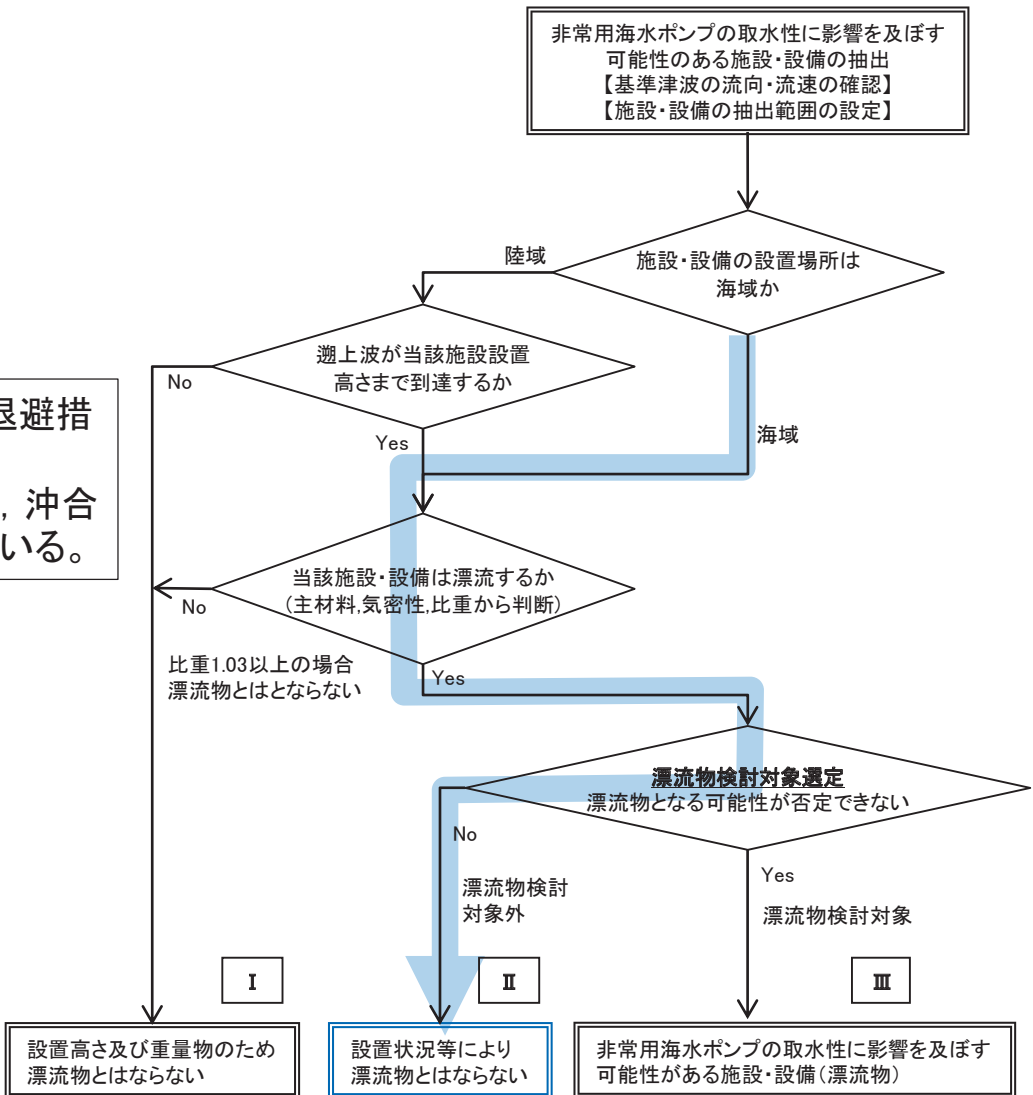 非常用海水ポンプの取水性に影響を及ぼす
可能性のある施設・設備の抽出
【基準津波の流向・流速の確認】
【施設・設備の抽出範囲の設定】
陸域
施設・設備の設置場所は
海域か
遡上波が当該施設設置
高さまで到達するか
No
退避措
Yes
海域
，沖合
いる。
当該施設・設備は漂流するか
(主材料,気密性,比重から判断)
No
比重1.03以上の場合
漂流物とはとならない
Yes
漂流物検討対象選定
漂流物となる可能性が否定できない
No
漂流物検討
対象外
Yes
漂流物検討対象
Ⅰ
Ⅱ
Ⅲ
設置高さ及び重量物のため
漂流物とはならない
設置状況等により
漂流物とはならない
非常用海水ポンプの取水性に影響を及ぼす
可能性がある施設・設備(漂流物)